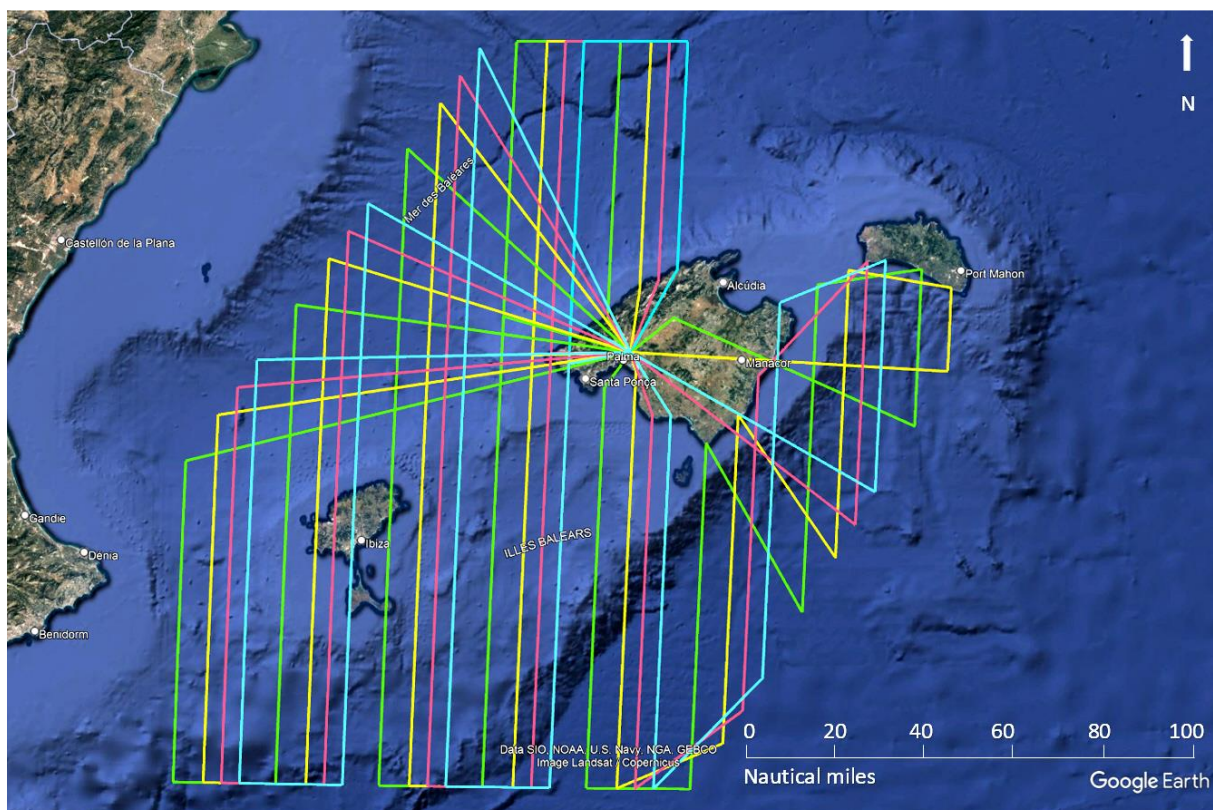 N
Mer des Baleares
Castellón de la Plana
Port Mahon
Alcúdia
Palma
Manacor
Santa Ponça
Gandie
ILLES BALEARS
Ibiza
Dénia
Benidorm
0 20 40 60 80 100
Data SIO, NOAA, U.S. Navy, NGA, GEBCO
Image Landsat / Copernicus
Nautical miles
Google Earth